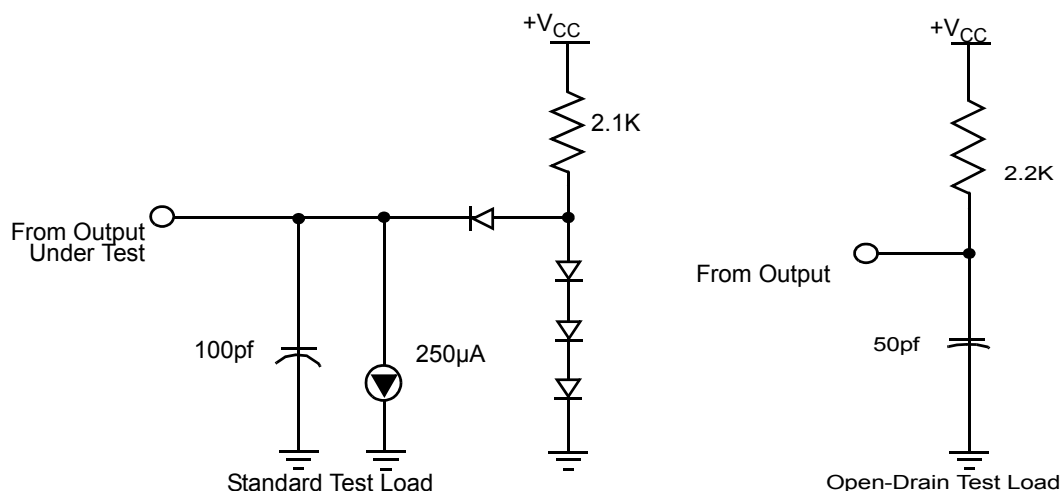 +VCC
2.1K
From Output
Under Test
100pf
250µA
Standard Test Load
+VCC
2.2K
From Output
50pf
Open-Drain Test Load